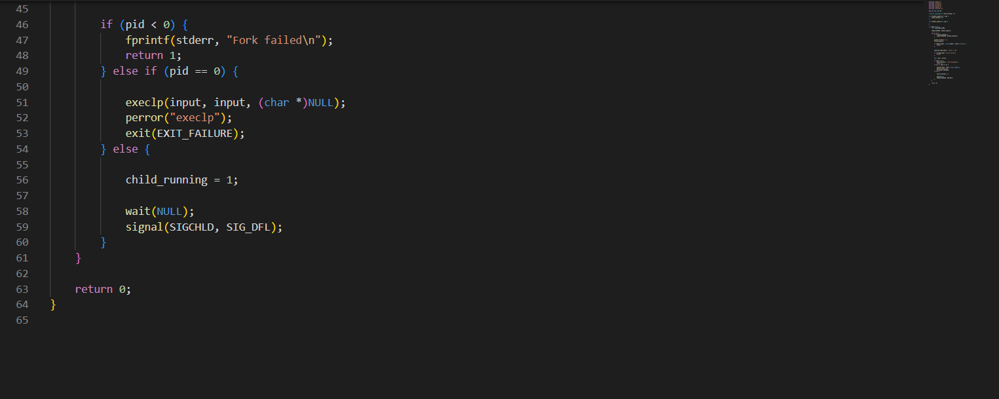 45
46 if (pid < 0) {
47 fprintf(stderr, "Fork failed\n");
48 return 1;
49 } else if (pid == 0) {
50
51 execlp(input, input, (char *)NULL);
52 perror("execlp");
53 exit(EXIT_FAILURE);
54 } else {
55
56 child_running = 1;
57
58 wait(NULL);
59 signal(SIGCHLD, SIG_DFL);
60 }
61 }
62
63 return 0;
64 }
65